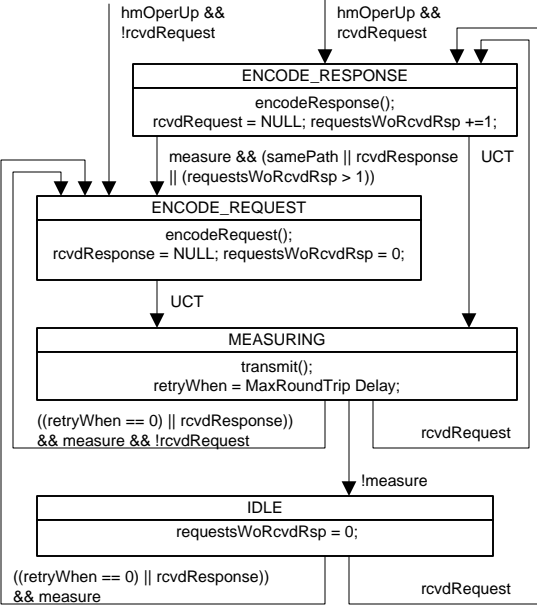 hmOperUp &&
!rcvdRequest
hmOperUp &&
rcvdRequest
ENCODE_RESPONSE
encodeResponse();
rcvdRequest = NULL; requestsWoRcvdRsp +=1;
measure && (samePath || rcvdResponse
|| (requestsWoRcvdRsp > 1))
UCT
ENCODE_REQUEST
encodeRequest();
rcvdResponse = NULL; requestsWoRcvdRsp = 0;
UCT
MEASURING
transmit();
retryWhen = MaxRoundTrip Delay;
((retryWhen == 0) || rcvdResponse))
&& measure && !rcvdRequest
rcvdRequest
!measure
IDLE
requestsWoRcvdRsp = 0;
((retryWhen == 0) || rcvdResponse))
&& measure
rcvdRequest